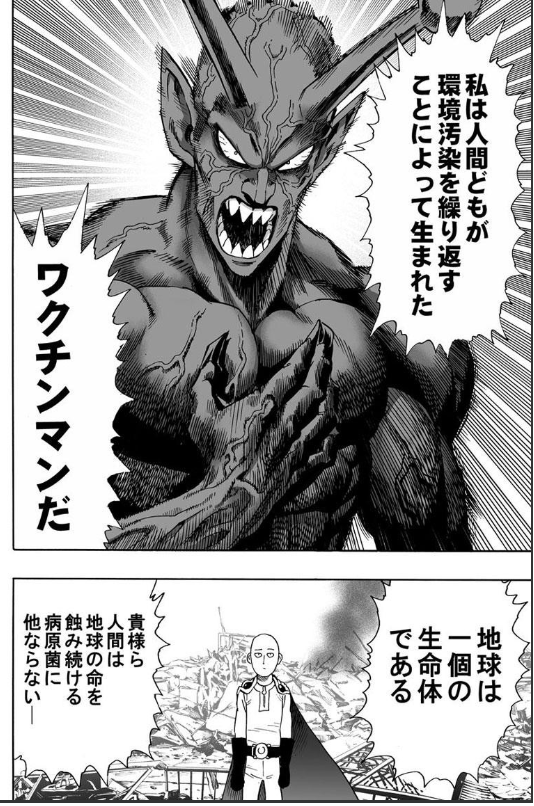 私は人間どもが
環境汚染を繰り返す
ことによって生まれた
ワクチンマンだ
地球は
一個の
生命体
である
貴様ら
人間は
地球の命を
蝕み続ける
病原菌に
他ならない―